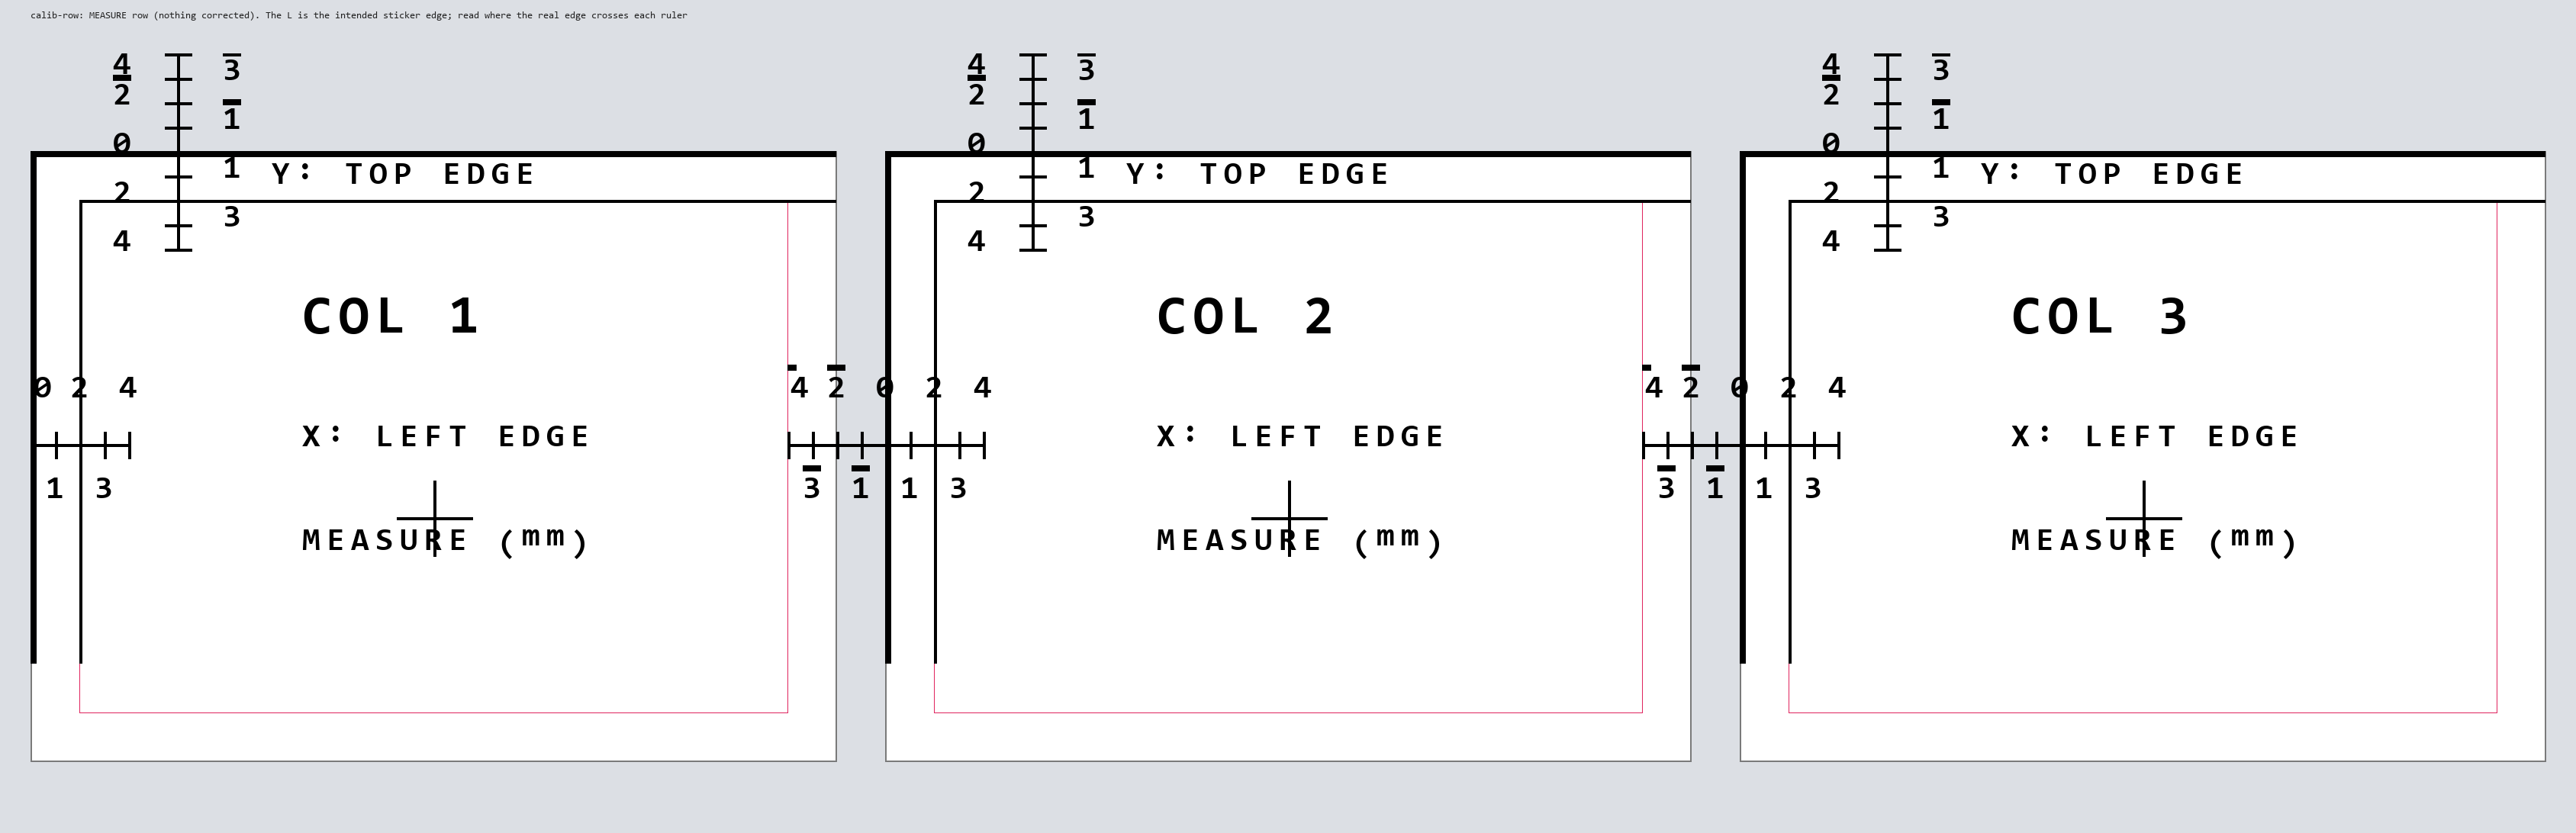 calib-row: MEASURE row (nothing corrected). The L is the intended sticker edge; read where the real edge crosses each ruler
4 3 4 3 4 3
2 1 2 1 2 1
0 0 0
1 Y: TOP EDGE 1 Y: TOP EDGE 1 Y: TOP EDGE
2 2 2
3 3 3
4 4 4
COL 1 COL 2 COL 3
0 2 4 4 2 0 2 4 4 2 0 2 4
X: LEFT EDGE X: LEFT EDGE X: LEFT EDGE
1 3 3 1 1 3 3 1 1 3
MEASURE (mm) MEASURE (mm) MEASURE (mm)